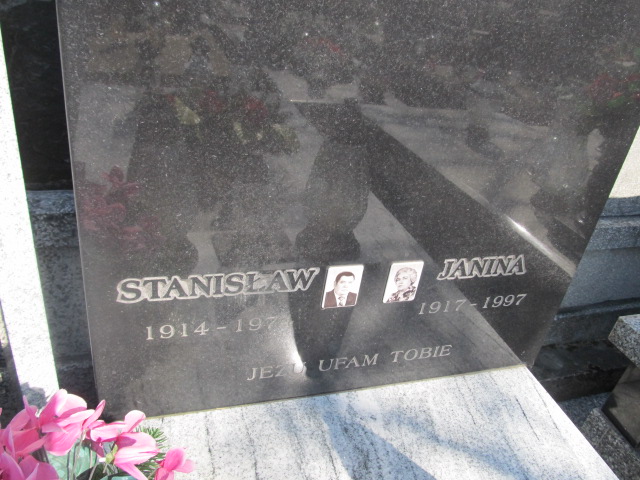 STANISŁAW JANINA
1914-197 1917-1997
JEZU UFAM TOBIE